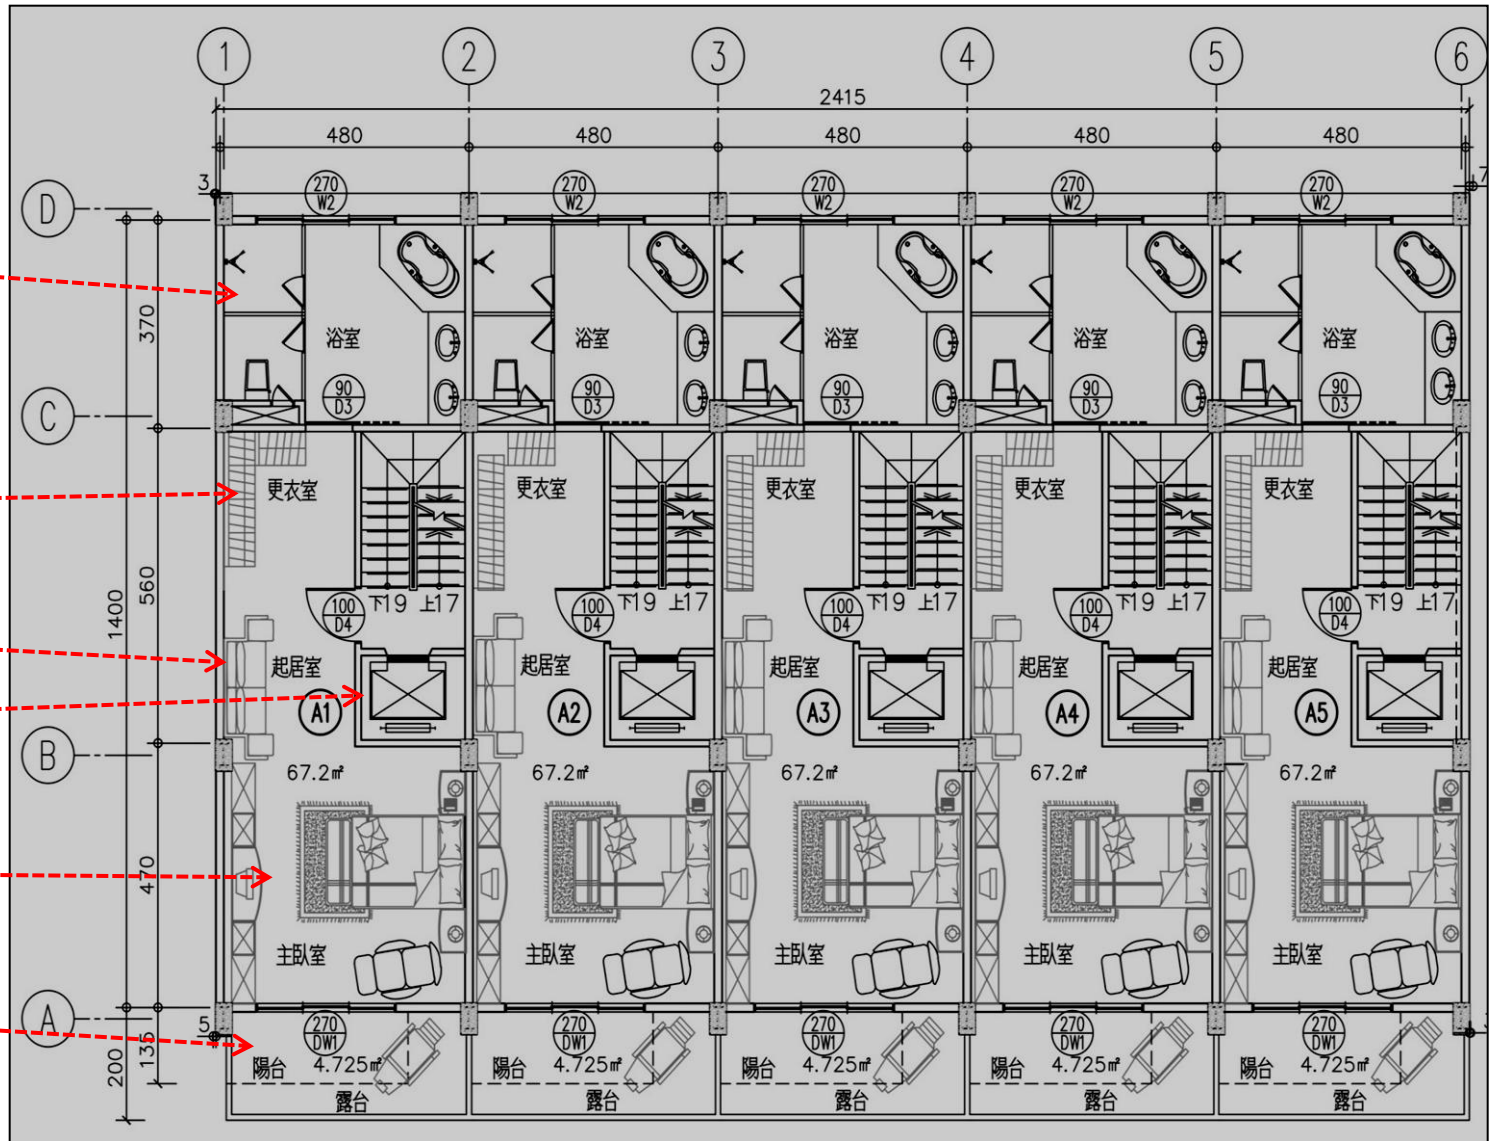 1 2 3 4 5 6
2415
480 480 480 480 480
3 270 W2 270 W2 270 W2 270 W2 270 W2 7
D
370
浴室 浴室 浴室 浴室 浴室
90 D3 90 D3 90 D3 90 D3 90 D3
C
更衣室 更衣室 更衣室 更衣室 更衣室
1400 560
100 D4 下19 上17 100 D4 下19 上17 100 D4 下19 上17 100 D4 下19 上17 100 D4 下19 上17
起居室 起居室 起居室 起居室 起居室
A1 A2 A3 A4 A5
B
67.2㎡ 67.2㎡ 67.2㎡ 67.2㎡ 67.2㎡
470
主臥室 主臥室 主臥室 主臥室 主臥室
A
5 270 DW1 270 DW1 270 DW1 270 DW1 270 DW1
200 135
陽台 4.725㎡ 陽台 4.725㎡ 陽台 4.725㎡ 陽台 4.725㎡ 陽台 4.725㎡
露台 露台 露台 露台 露台